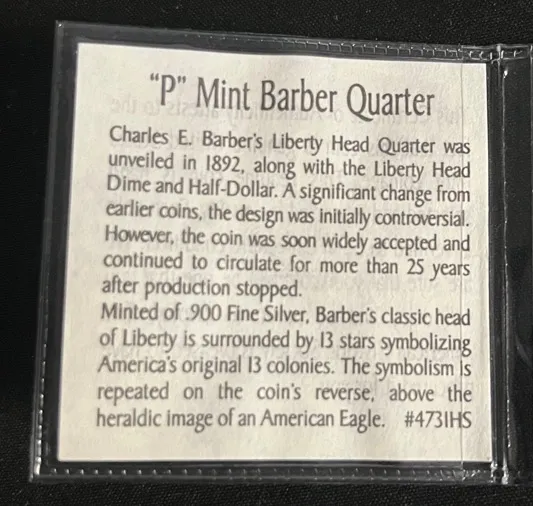 "P" Mint Barber Quarter
Charles E. Barber's Liberty Head Quarter was
unveiled in 1892, along with the Liberty Head
Dime and Half-Dollar. A significant change from
earlier coins, the design was initially controversial.
However, the coin was soon widely accepted and
continued to circulate for more than 25 years
after production stopped.
Minted of .900 Fine Silver, Barber's classic head
of Liberty is surrounded by 13 stars symbolizing
America's original 13 colonies. The symbolism is
repeated on the coin's reverse, above the
heraldic image of an American Eagle. #4731HS